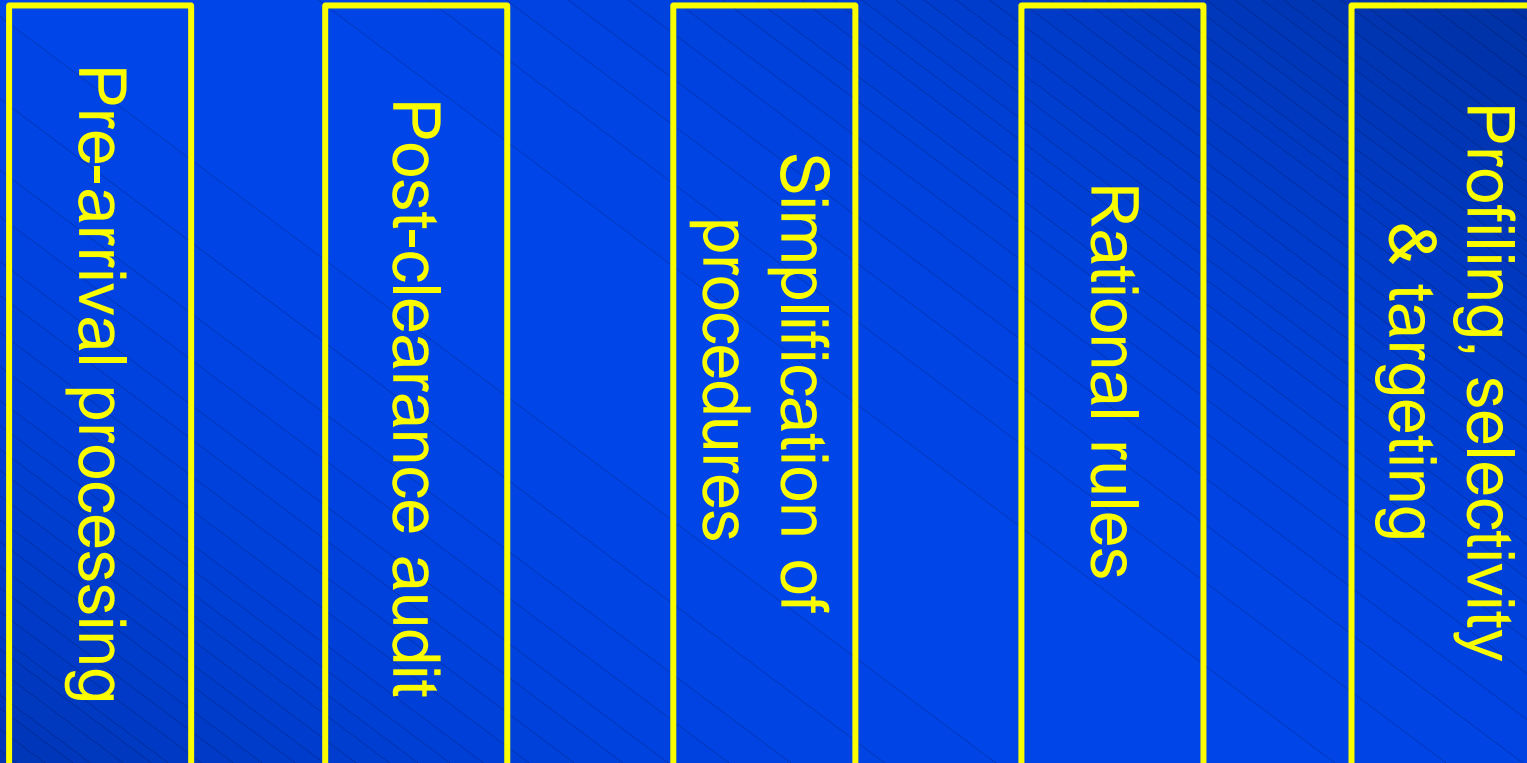 Pre-arrival processing
Post-clearance audit
Simplification of
procedures
Rational rules
Profiling, selectivity
& targeting